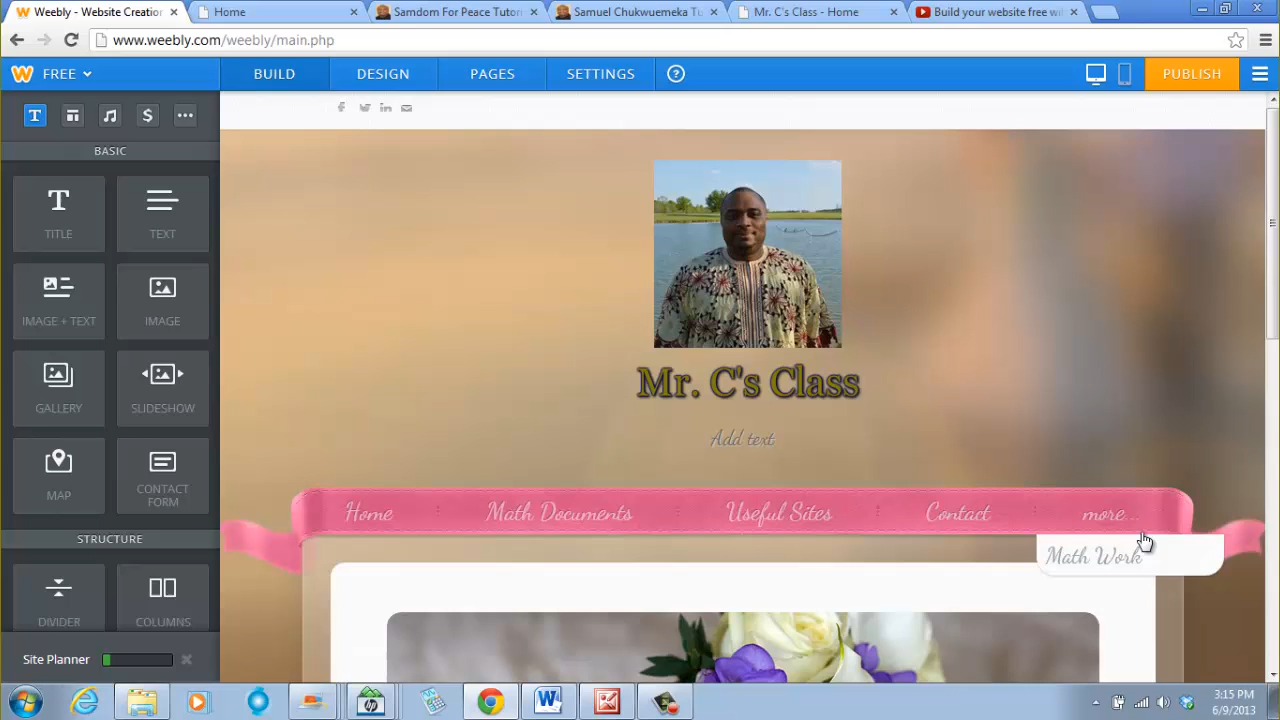 Weebly - Website Creation
Home
Samdom For Peace Tutor
Samuel Chukwuemeka Tu
Mr. C's Class - Home
Build your website free wi
www.weebly.com/weebly/main.php
FREE
BUILD
DESIGN
PAGES
SETTINGS
?
PUBLISH
T
$
BASIC
T
TITLE
TEXT
IMAGE + TEXT
IMAGE
GALLERY
SLIDESHOW
MAP
CONTACT
FORM
STRUCTURE
DIVIDER
COLUMNS
Site Planner
Mr. C's Class
Add text
Home
Math Documents
Useful Sites
Contact
more...
Math Work
3:15 PM
6/9/2013